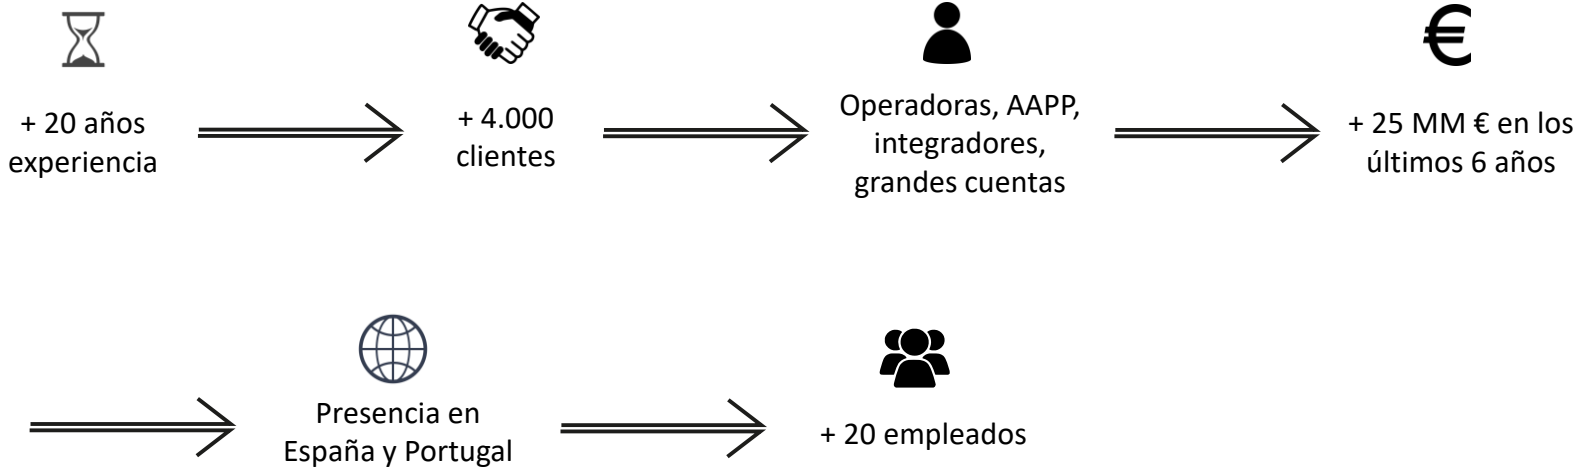 + 20 años
experiencia
+ 4.000
clientes
Operadoras, AAPP,
integradores,
grandes cuentas
€
+ 25 MM € en los
últimos 6 años
Presencia en
España y Portugal
+ 20 empleados